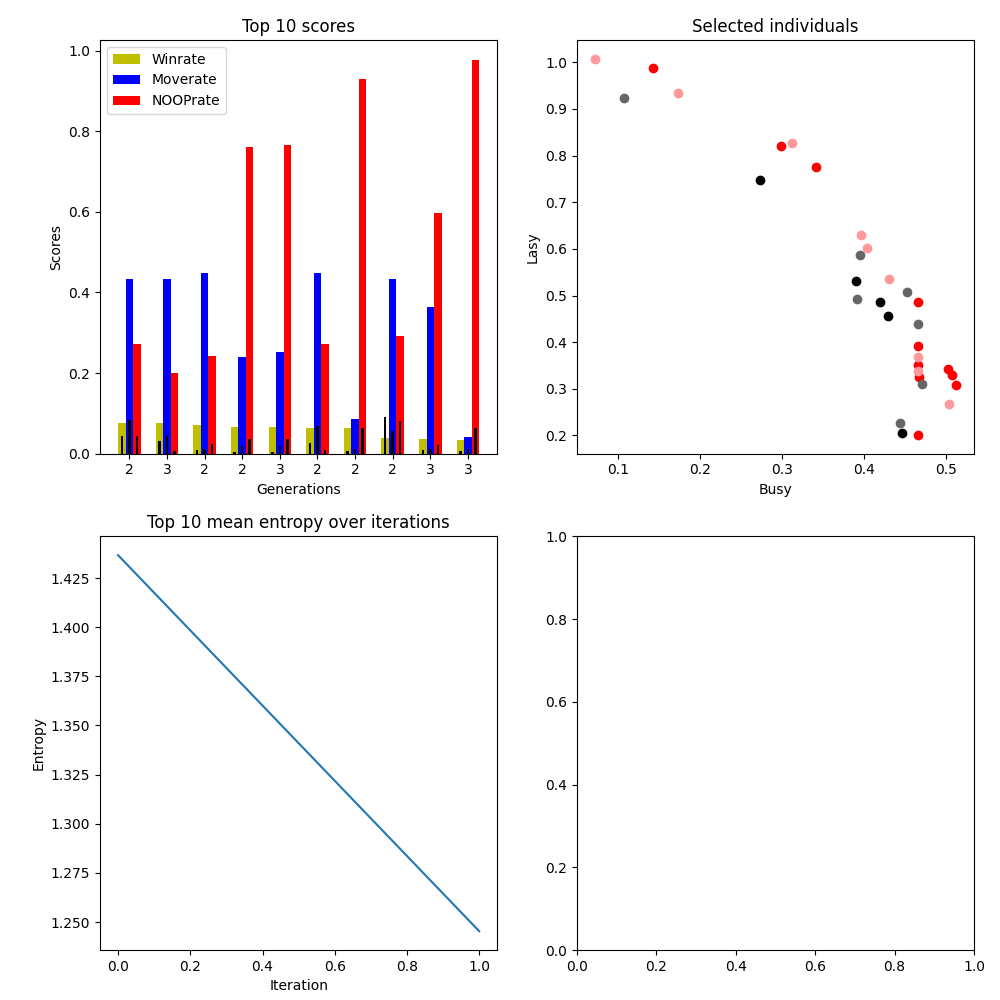 Top 10 scores
1.0
0.8
0.6
0.4
0.2
0.0
Scores
Winrate
Moverate
NOOPrate
2 3 2 2 3 2 2 2 3 3
Generations
Selected individuals
1.0
0.9
0.8
0.7
0.6
0.5
0.4
0.3
0.2
Lasy
0.1 0.2 0.3 0.4 0.5
Busy
Top 10 mean entropy over iterations
1.425
1.400
1.375
1.350
1.325
1.300
1.275
1.250
Entropy
0.0 0.2 0.4 0.6 0.8 1.0
Iteration
1.0
0.8
0.6
0.4
0.2
0.0
0.0 0.2 0.4 0.6 0.8 1.0